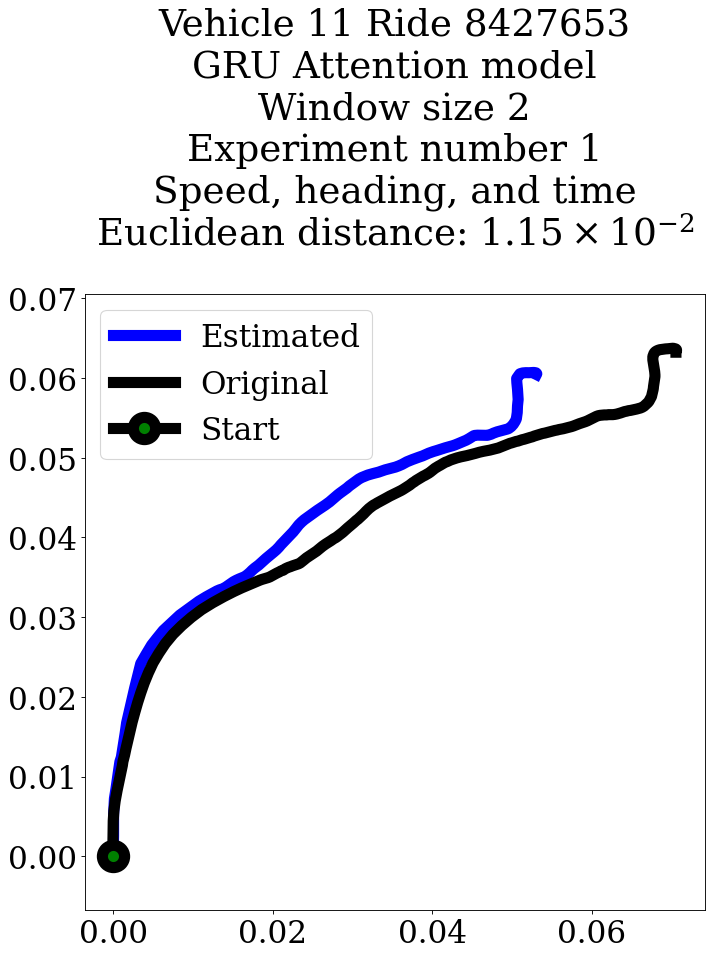 Vehicle 11 Ride 8427653
GRU Attention model
Window size 2
Experiment number 1
Speed, heading, and time
Euclidean distance: 1.15 × 10⁻²
0.07
0.06
0.05
0.04
0.03
0.02
0.01
0.00
Estimated
Original
Start
0.00 0.02 0.04 0.06